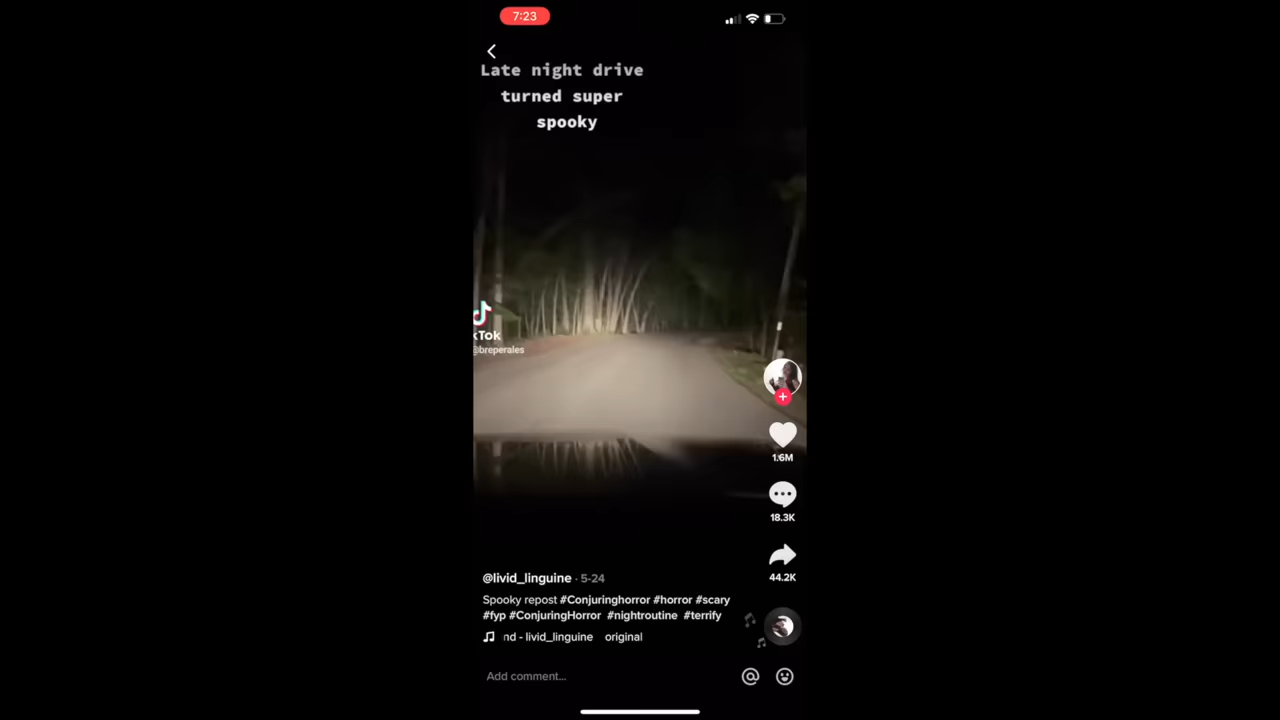 7:23
Late night drive
turned super
spooky
kTok
@breperales
1.6M
18.3K
44.2K
@livid_linguine · 5-24
Spooky repost #Conjuringhorror #horror #scary
#fyp #ConjuringHorror #nightroutine #terrify
nd - livid_linguine original
Add comment...